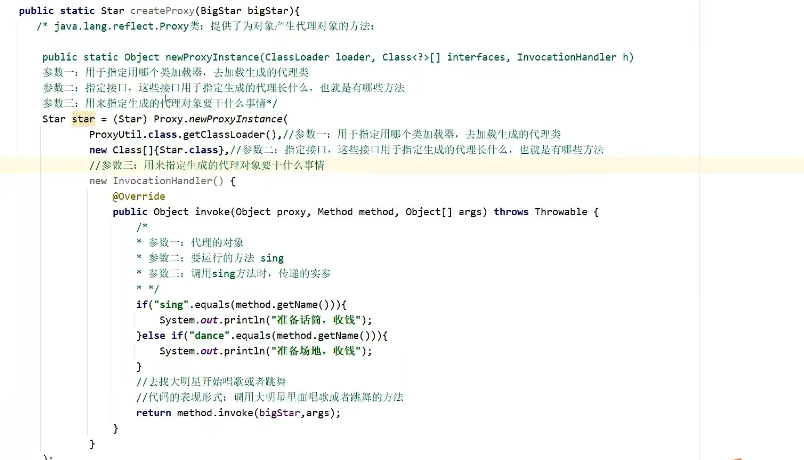 public static Star createProxy(BigStar bigStar){
/* java.lang.reflect.Proxy类：提供了为对象产生代理对象的方法：
public static Object newProxyInstance(ClassLoader loader, Class<?>[] interfaces, InvocationHandler h)
参数一：用于指定用哪个类加载器，去加载生成的代理类
参数二：指定接口，这些接口用于指定生成的代理长什么，也就是有哪些方法
参数三：用来指定生成的代理对象要干什么事情*/
Star star = (Star) Proxy.newProxyInstance(
ProxyUtil.class.getClassLoader(),//参数一：用于指定用哪个类加载器，去加载生成的代理类
new Class[]{Star.class},//参数二：指定接口，这些接口用于指定生成的代理长什么，也就是有哪些方法
//参数三：用来指定生成的代理对象要干什么事情
new InvocationHandler() {
@Override
public Object invoke(Object proxy, Method method, Object[] args) throws Throwable {
/*
* 参数一：代理的对象
* 参数二：要运行的方法 sing
* 参数三：调用sing方法时，传递的实参
* */
if("sing".equals(method.getName())){
System.out.println("准备话筒，收钱");
}else if("dance".equals(method.getName())){
System.out.println("准备场地，收钱");
}
//去找大明星开始唱歌或者跳舞
//代码的表现形式：调用大明星里面唱歌或者跳舞的方法
return method.invoke(bigStar,args);
}
}
);